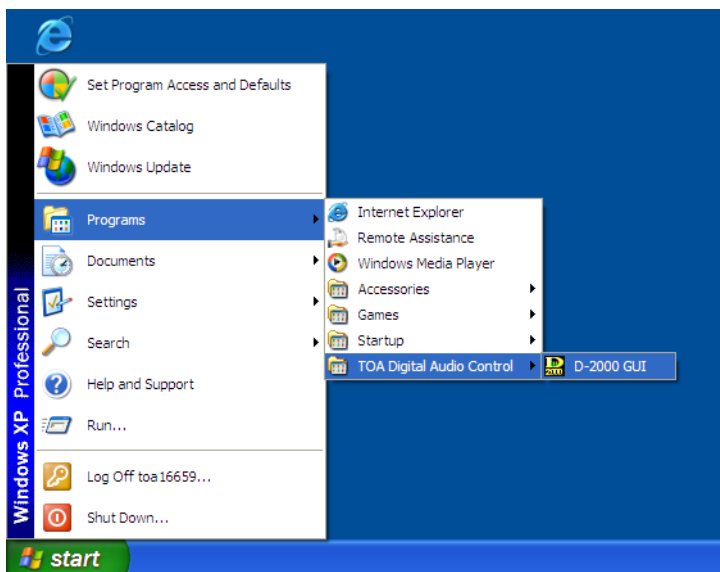 Set Program Access and Defaults
Windows Catalog
Windows Update
Programs
Documents
Settings
Search
Help and Support
Run...
Log Off toa16659...
Shut Down...
Windows XP Professional
Internet Explorer
Remote Assistance
Windows Media Player
Accessories
Games
Startup
TOA Digital Audio Control
D-2000 GUI
start